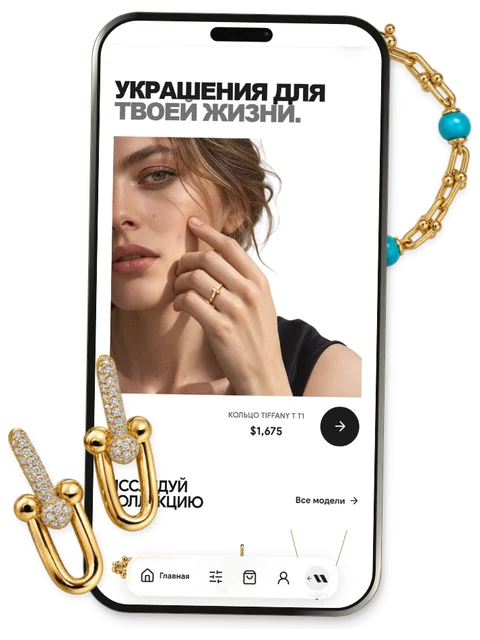 УКРАШЕНИЯ ДЛЯ
ТВОЕЙ ЖИЗНИ.
КОЛЬЦО TIFFANY T T1
$1,675
Все модели →
Главная